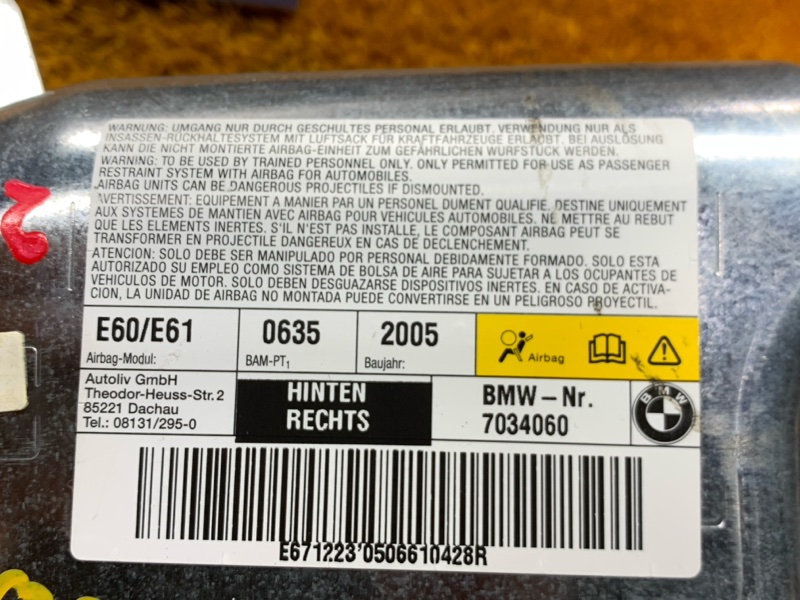 WARNUNG: UMGANG NUR DURCH GESCHULTES PERSONAL ERLAUBT. VERWENDUNG NUR ALS
INSASSEN-RÜCKHALTESYSTEM MIT LUFTSACK FÜR KRAFTFAHRZEUGE ERLAUBT. BEI AUSLÖSUNG
KANN DIE NICHT MONTIERTE AIRBAG-EINHEIT ZUM GEFÄHRLICHEN WURFSTÜCK WERDEN.
WARNING: TO BE USED BY TRAINED PERSONNEL ONLY. ONLY PERMITTED FOR USE AS PASSENGER
RESTRAINT SYSTEM WITH AIRBAG FOR AUTOMOBILES.
AIRBAG UNITS CAN BE DANGEROUS PROJECTILES IF DISMOUNTED.
AVERTISSEMENT: EQUIPEMENT A MANIER PAR UN PERSONEL DUMENT QUALIFIE. DESTINE UNIQUEMENT
AUX SYSTEMES DE MANTIEN AVEC AIRBAG POUR VEHICULES AUTOMOBILES. NE METTRE AU REBUT
QUE LES ELEMENTS INERTES. S'IL N'EST PAS INSTALLE, LE COMPOSANT AIRBAG PEUT SE
TRANSFORMER EN PROJECTILE DANGEREUX EN CAS DE DECLENCHEMENT.
ATENCION: SOLO DEBE SER MANIPULADO POR PERSONAL DEBIDAMENTE FORMADO. SOLO ESTA
AUTORIZADO SU EMPLEO COMO SISTEMA DE BOLSA DE AIRE PARA SUJETAR A LOS OCUPANTES DE
VEHICULOS DE MOTOR. SOLO DEBEN DESGUAZARSE DISPOSITIVOS INERTES. EN CASO DE ACTIVA-
CION, LA UNIDAD DE AIRBAG NO MONTADA PUEDE CONVERTIRSE EN UN PELIGROSO PROYECTIL.
E60/E61 0635 2005
Airbag-Modul: BAM-PT1 Baujahr: Airbag
Autoliv GmbH
Theodor-Heuss-Str.2
85221 Dachau
Tel.: 08131/295-0
HINTEN
RECHTS
BMW-Nr.
7034060
BMW
E671223'0506610428R
2